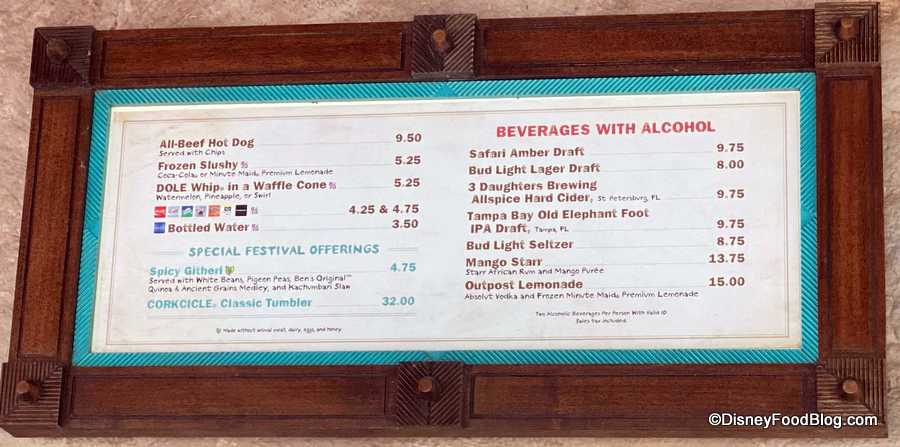 All-Beef Hot Dog 9.50
Served with Chips
Frozen Slushy 5.25
Coca-Cola® or Minute Maid® Premium Lemonade
DOLE Whip® in a Waffle Cone 5.25
Watermelon, Pineapple, or Swirl
4.25 & 4.75
Bottled Water 3.50
SPECIAL FESTIVAL OFFERINGS
Spicy Githeri 4.75
Served with White Beans, Pigeon Peas, Ben's Original™
Quinoa & Ancient Grains Medley, and Kachumbari Slaw
CORKCICLE® Classic Tumbler 32.00
Made without animal meat, dairy, eggs, and honey
BEVERAGES WITH ALCOHOL
Safari Amber Draft 9.75
Bud Light Lager Draft 8.00
3 Daughters Brewing
Allspice Hard Cider, St Petersburg, FL 9.75
Tampa Bay Old Elephant Foot
IPA Draft, Tampa, FL 9.75
Bud Light Seltzer 8.75
Mango Starr 13.75
Starr African Rum and Mango Purée
Outpost Lemonade 15.00
Absolut Vodka and Frozen Minute Maid® Premium Lemonade
Two Alcoholic Beverages Per Person With Valid ID
Sales tax included.
©DisneyFoodBlog.com